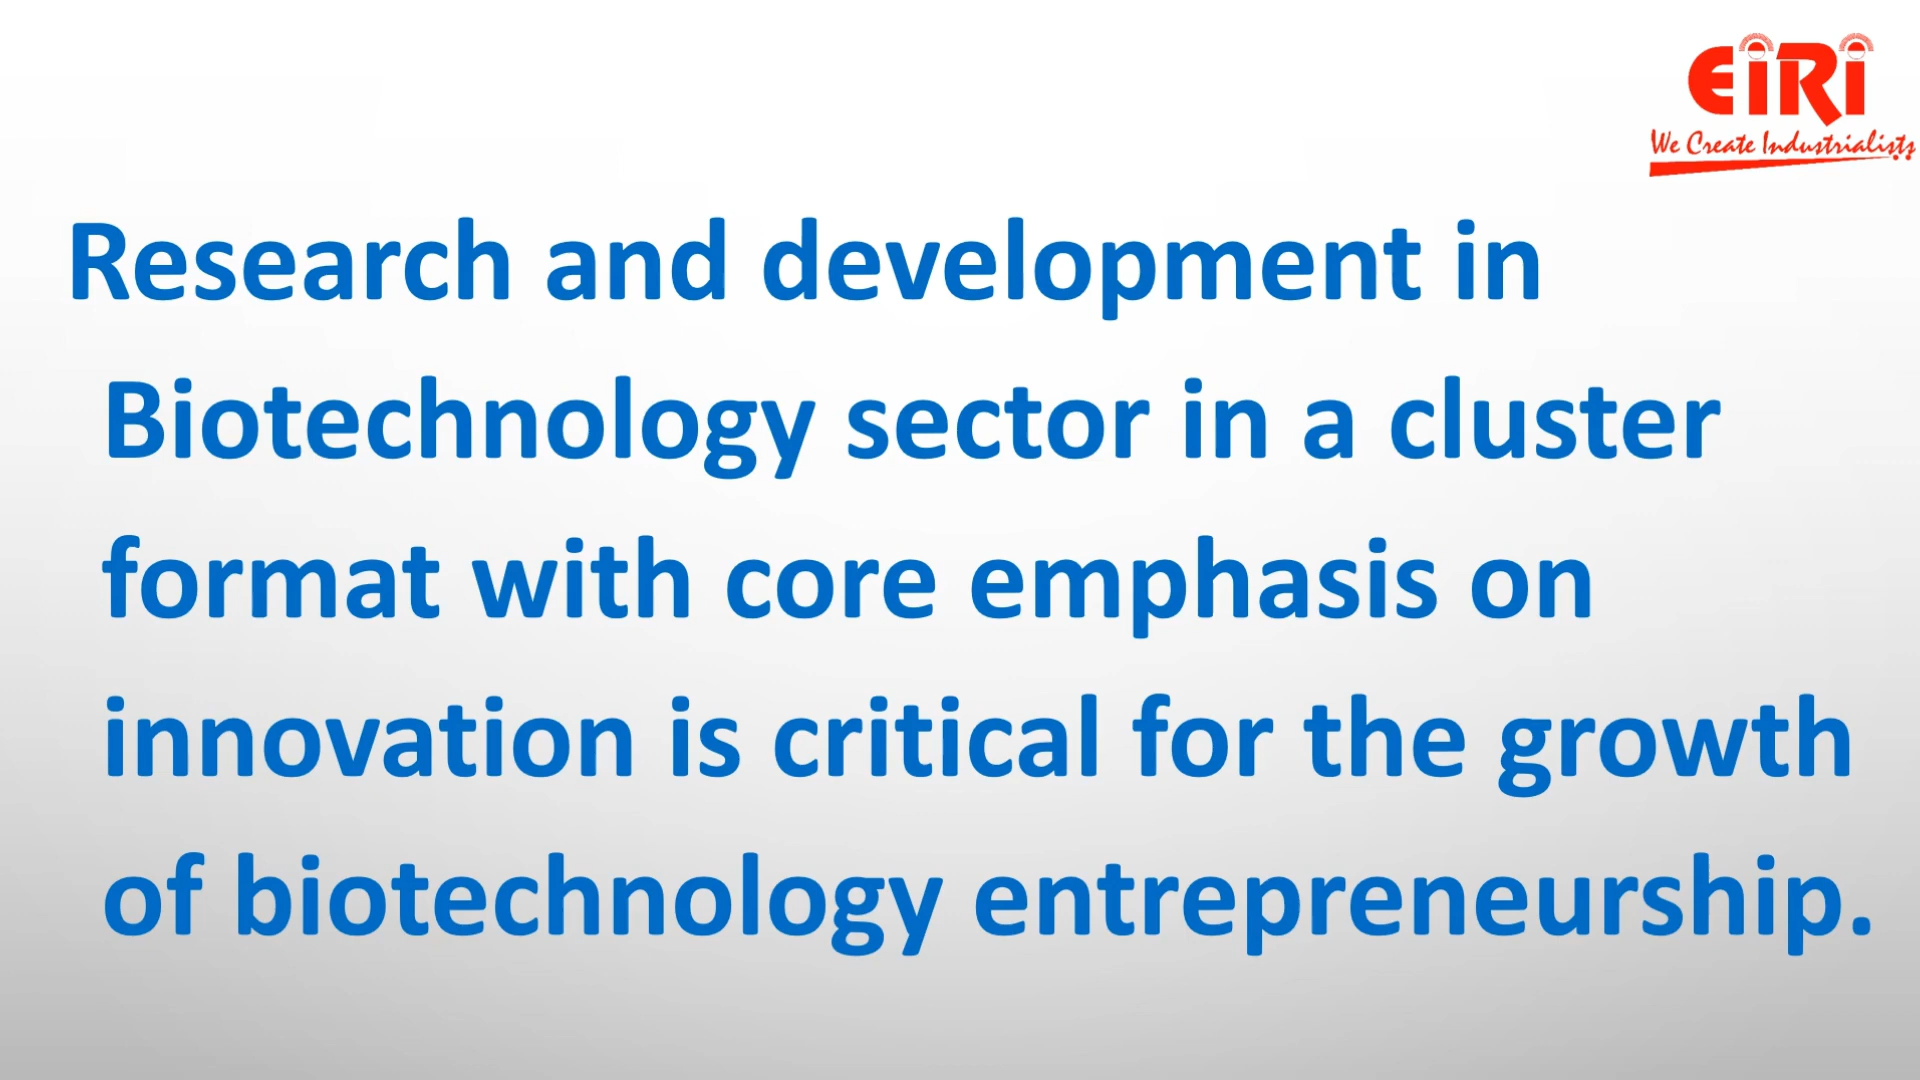 EiRi
We Create Industrialists
Research and development in
Biotechnology sector in a cluster
format with core emphasis on
innovation is critical for the growth
of biotechnology entrepreneurship.